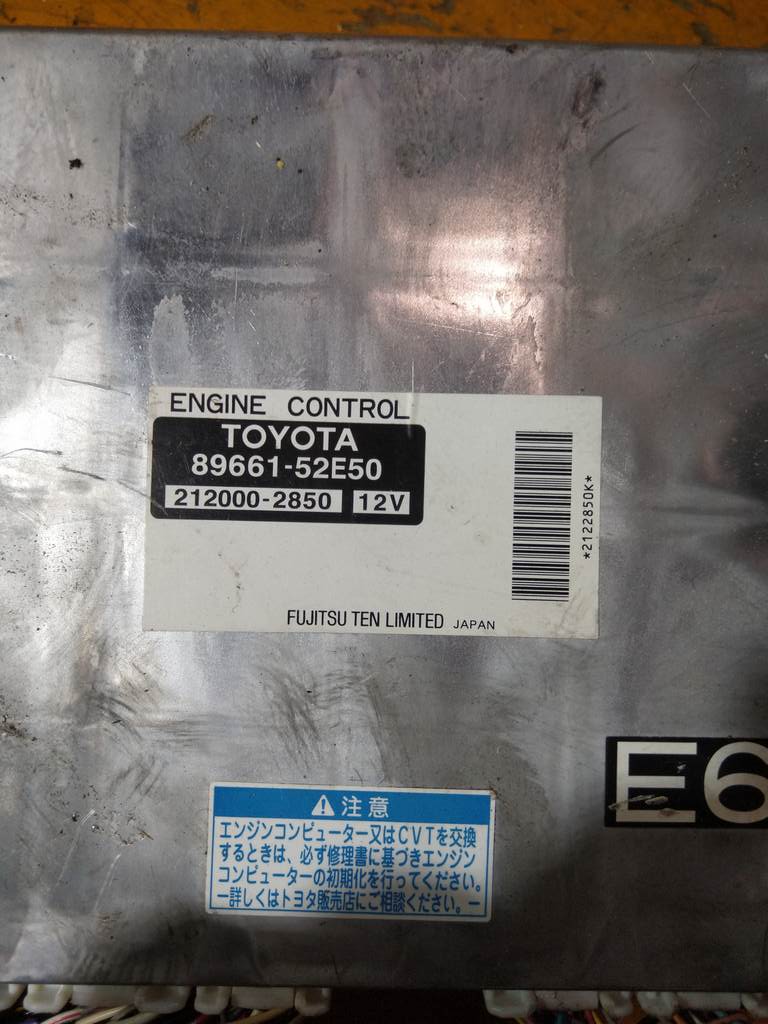 ENGINE CONTROL
TOYOTA
89661-52E50
212000-2850 12V
*2122850K*
FUJITSU TEN LIMITED JAPAN
E6
注意
エンジンコンピューター又はCVTを交換
するときは、必ず修理書に基づきエンジン
コンピューターの初期化を行ってください。
ー詳しくはトヨタ販売店にご相談ください。ー